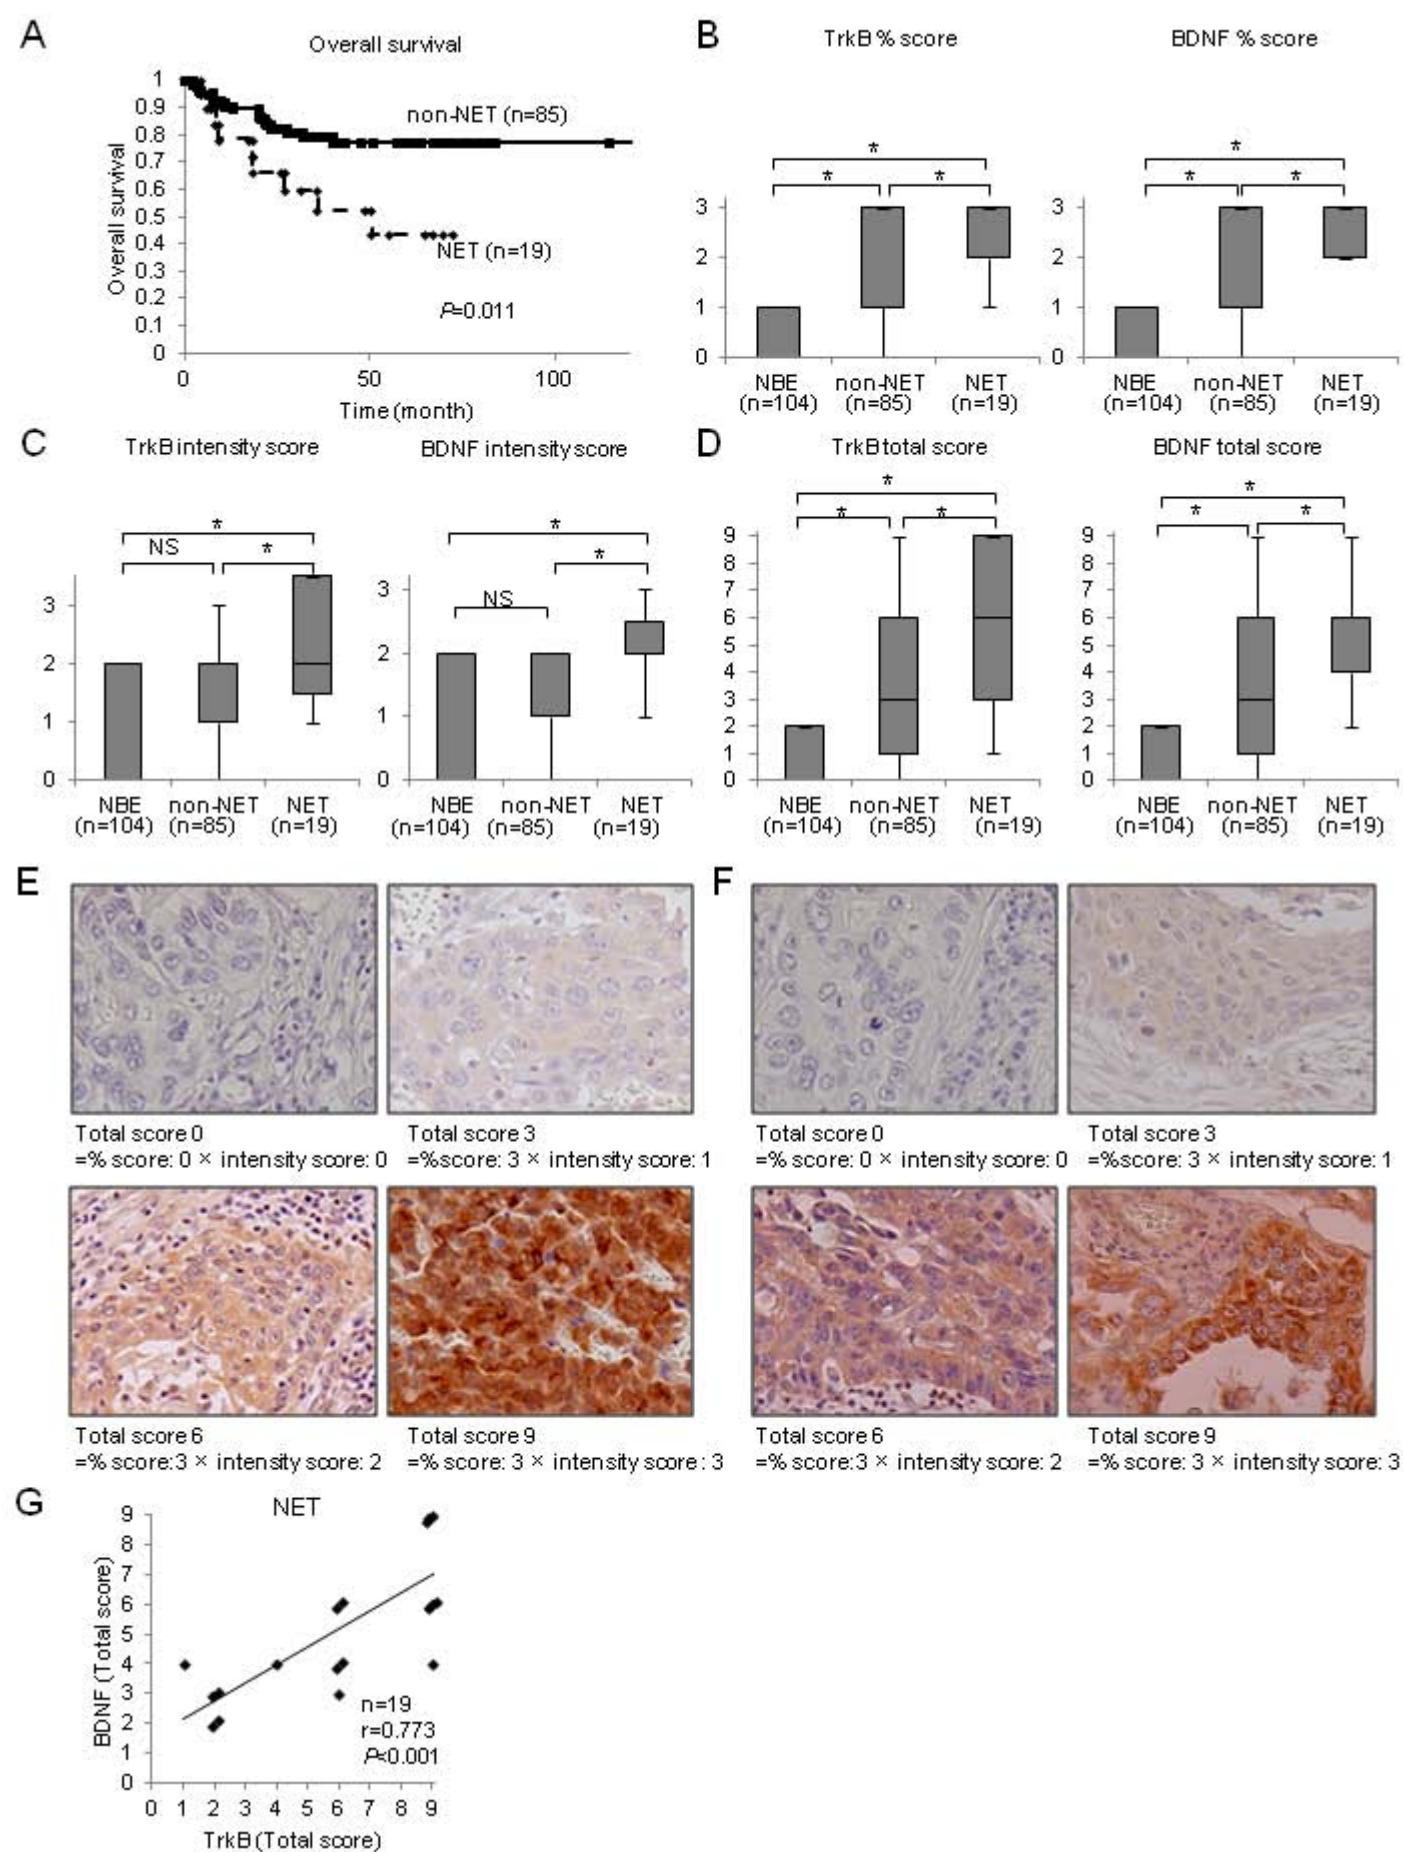 A
Overall survival
1
0.9
0.8
0.7
0.6
0.5
0.4
0.3
0.2
0.1
0
Overall survival
non-NET (n=85)
NET (n=19)
P=0.011
0 50 100
Time (month)
B
TrkB % score
* * *
3
2
1
0
NBE non-NET NET
(n=104) (n=85) (n=19)
BDNF % score
* * *
3
2
1
0
NBE non-NET NET
(n=104) (n=85) (n=19)
C
TrkB intensity score
*
NS *
3
2
1
0
NBE non-NET NET
(n=104) (n=85) (n=19)
BDNF intensity score
*
*
NS
3
2
1
0
NBE non-NET NET
(n=104) (n=85) (n=19)
D
TrkB total score
*
* *
9
8
7
6
5
4
3
2
1
0
NBE non-NET NET
(n=104) (n=85) (n=19)
BDNF total score
*
* *
9
8
7
6
5
4
3
2
1
0
NBE non-NET NET
(n=104) (n=85) (n=19)
E
Total score 0
=% score: 0 × intensity score: 0
Total score 3
=%score: 3 × intensity score: 1
Total score 6
=% score:3 × intensity score: 2
Total score 9
=% score: 3 × intensity score: 3
F
Total score 0
=% score: 0 × intensity score: 0
Total score 3
=%score: 3 × intensity score: 1
Total score 6
=% score:3 × intensity score: 2
Total score 9
=% score: 3 × intensity score: 3
G
NET
9
8
7
6
5
4
3
2
1
0
BDNF (Total score)
n=19
r=0.773
P<0.001
0 1 2 3 4 5 6 7 8 9
TrkB (Total score)